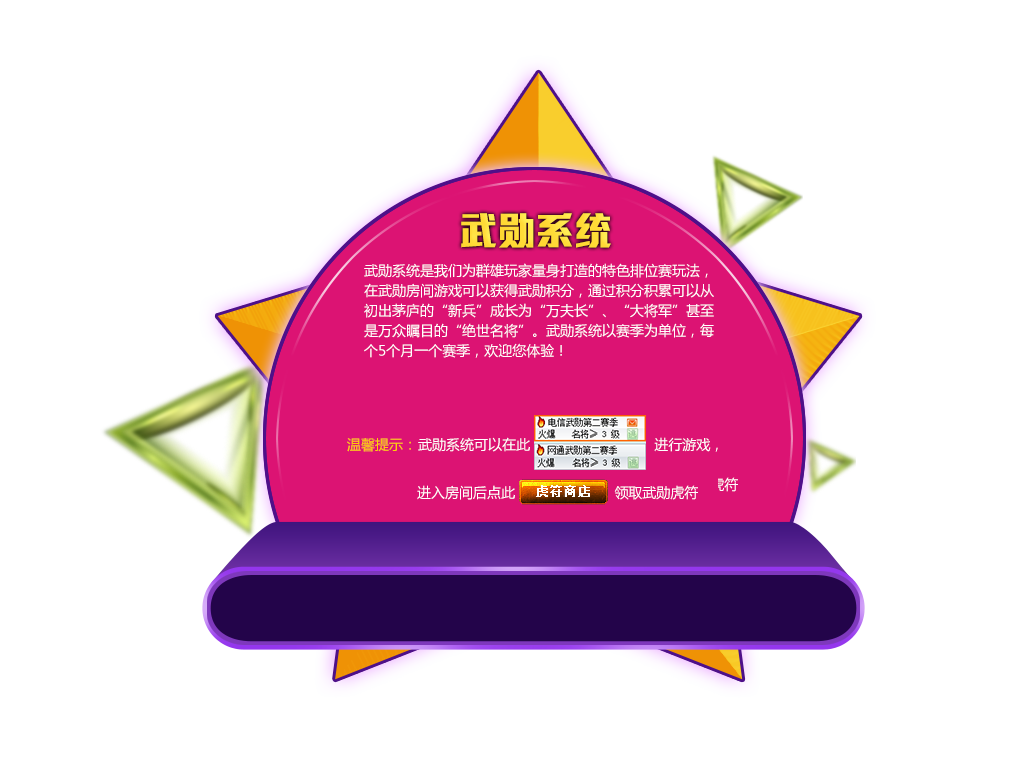 武勋系统
武勋系统是我们为群雄玩家量身打造的特色排位赛玩法，
在武勋房间游戏可以获得武勋积分，通过积分积累可以从
初出茅庐的“新兵”成长为“万夫长”、“大将军”甚至
是万众瞩目的“绝世名将”。武勋系统以赛季为单位，每
个5个月一个赛季，欢迎您体验！
电信武勋第二赛季
火爆 名将≥ 3 级
温馨提示：武勋系统可以在此 进行游戏，
网通武勋第二赛季
火爆 名将≥ 3 级
进入房间后点此 虎符商店 领取武勋虎符
符